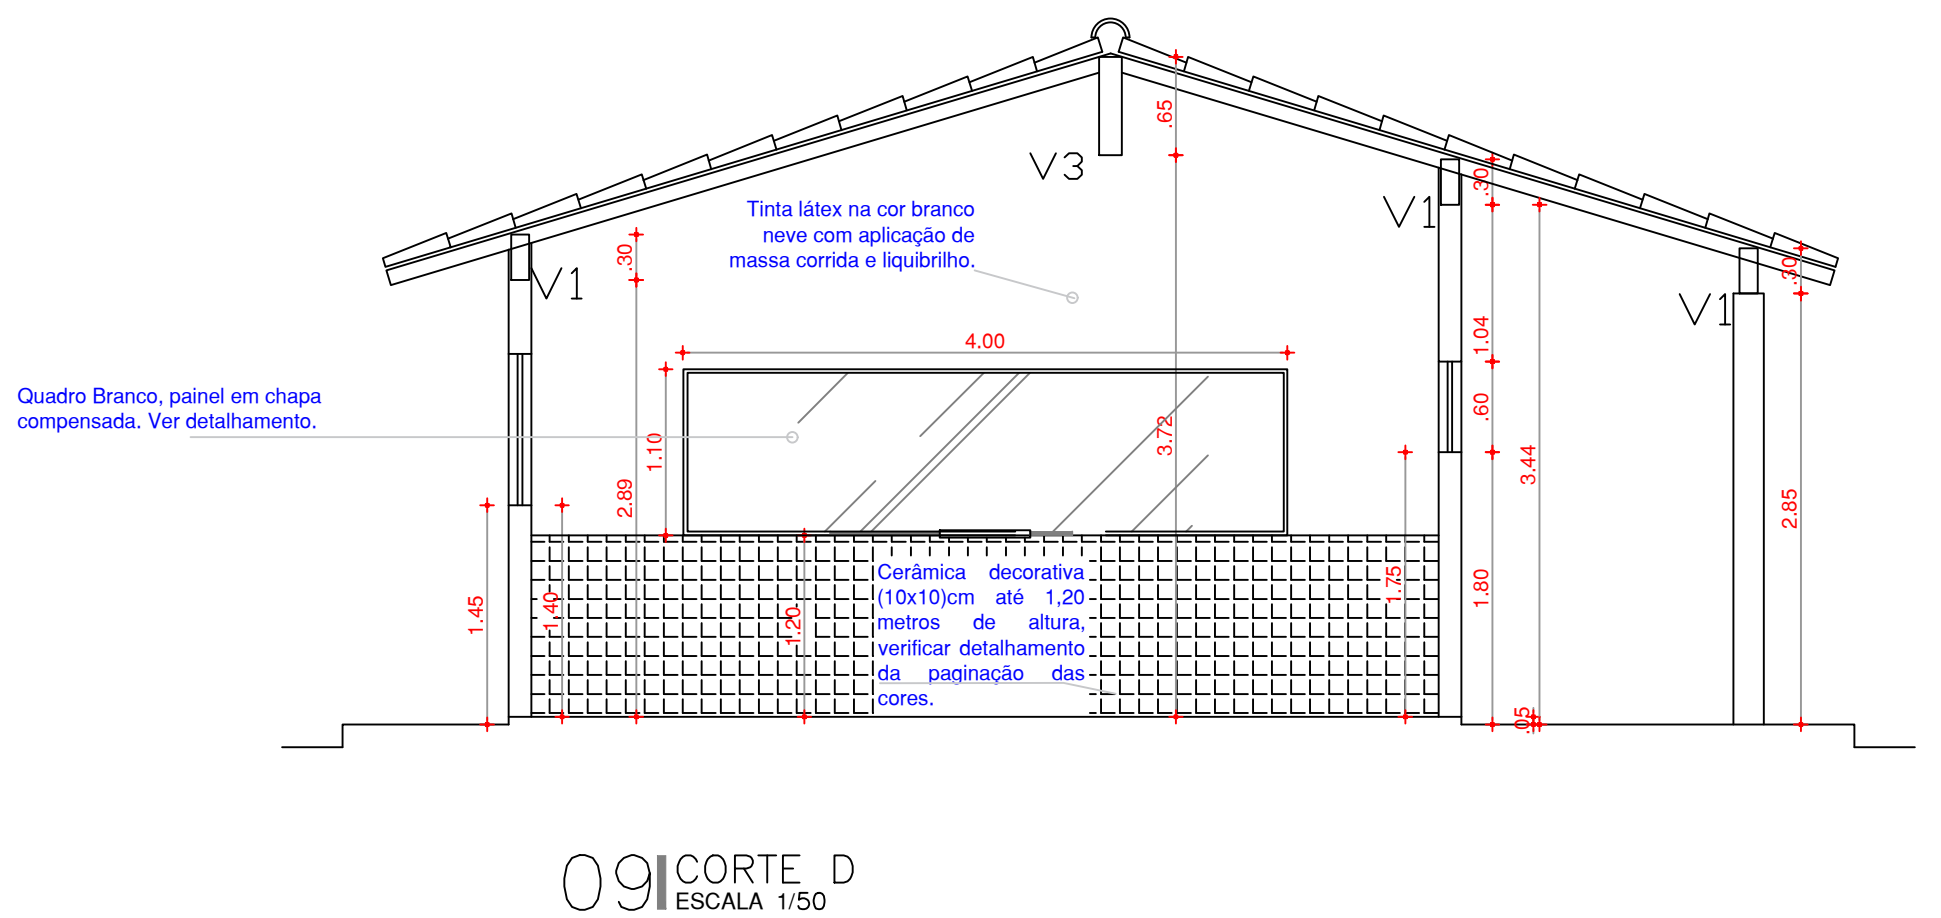 .65
V3
.30
V1
Tinta látex na cor branco
neve com aplicação de
massa corrida e liquibrilho.
.30
V1
.30
V1
4.00
1.04
Quadro Branco, painel em chapa
compensada. Ver detalhamento.
1.10
3.72
.60
3.44
2.89
2.85
Cerâmica decorativa
(10x10)cm até 1,20
metros de altura,
verificar detalhamento
da paginação das
cores.
1.45
1.40
1.20
1.75
1.80
.05
09 CORTE D
ESCALA 1/50